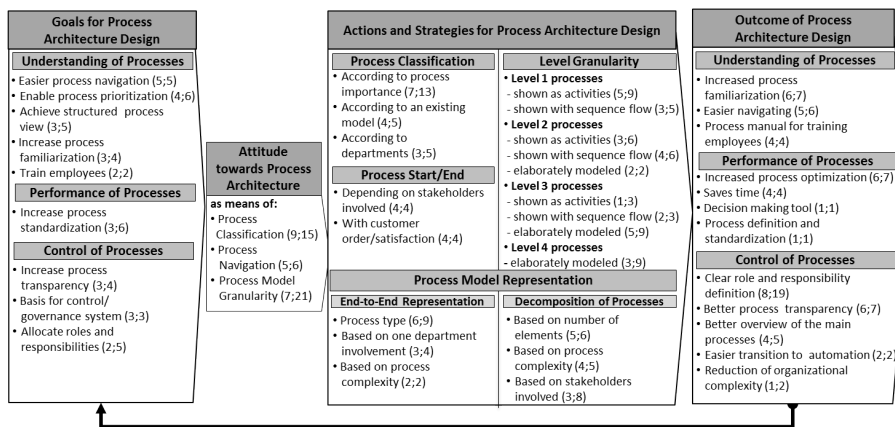 Goals for Process
Architecture Design
Understanding of Processes
• Easier process navigation (5;5)
• Enable process prioritization (4;6)
• Achieve structured process
view (3;5)
• Increase process
familiarization (3;4)
• Train employees (2;2)
Performance of Processes
• Increase process
standardization (3;6)
Control of Processes
• Increase process
transparency (3;4)
• Basis for control/
governance system (3;3)
• Allocate roles and
responsibilities (2;5)
Attitude
towards Process
Architecture
as means of:
• Process
Classification (9;15)
• Process
Navigation (5;6)
• Process Model
Granularity (7;21)
Actions and Strategies for Process Architecture Design
Process Classification
• According to process
importance (7;13)
• According to an existing
model (4;5)
• According to
departments (3;5)
Process Start/End
• Depending on stakeholders
involved (4;4)
• With customer
order/satisfaction (4;4)
Level Granularity
• Level 1 processes
- shown as activities (5;9)
- shown with sequence flow (3;5)
• Level 2 processes
- shown as activities (3;6)
- shown with sequence flow (4;6)
- elaborately modeled (2;2)
• Level 3 processes
- shown as activities (1;3)
- shown with sequence flow (2;3)
- elaborately modeled (5;9)
• Level 4 processes
- elaborately modeled (3;9)
Process Model Representation
End-to-End Representation
• Process type (6;9)
• Based on one department
involvement (3;4)
• Based on process
complexity (2;2)
Decomposition of Processes
• Based on number of
elements (5;6)
• Based on process
complexity (4;5)
• Based on stakeholders
involved (3;8)
Outcome of Process
Architecture Design
Understanding of Processes
• Increased process
familiarization (6;7)
• Easier navigating (5;6)
• Process manual for training
employees (4;4)
Performance of Processes
• Increased process optimization (6;7)
• Saves time (4;4)
• Decision making tool (1;1)
• Process definition and
standardization (1;1)
Control of Processes
• Clear role and responsibility
definition (8;19)
• Better process transparency (6;7)
• Better overview of the main
processes (4;5)
• Easier transition to automation (2;2)
• Reduction of organizational
complexity (1;2)